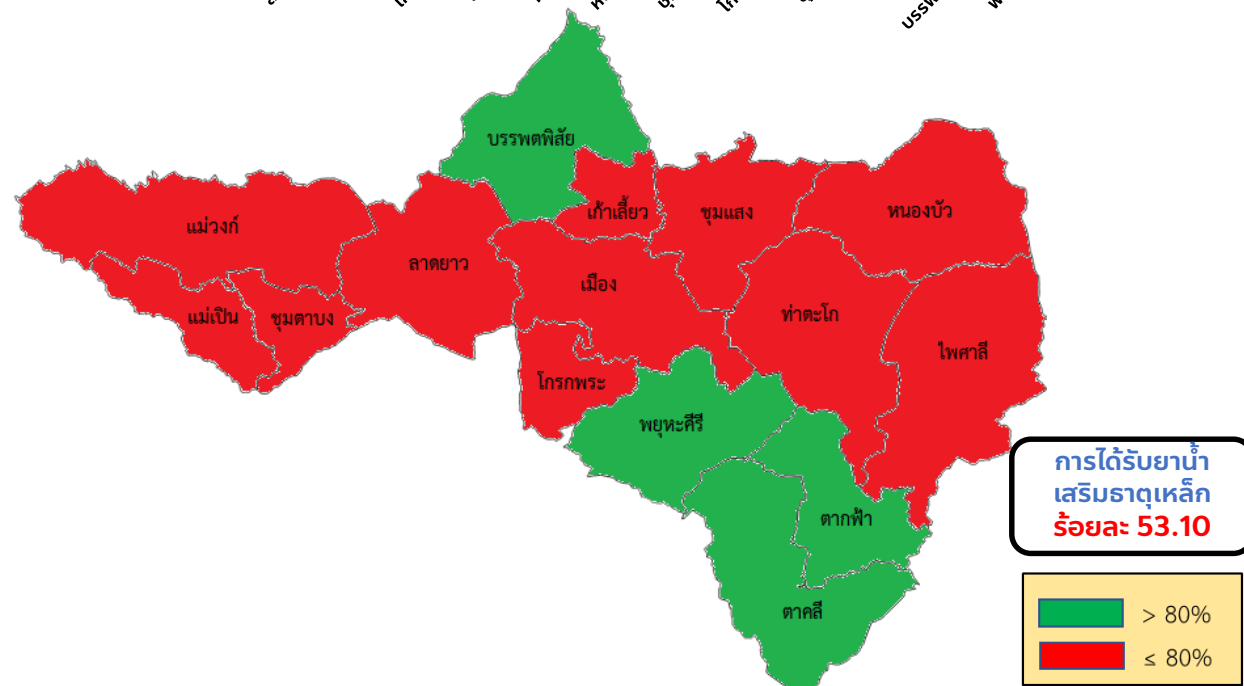 บรรพตพิสัย
เก้าเลี้ยว
ชุมแสง
หนองบัว
แม่วงก์
ลาดยาว
เมือง
ท่าตะโก
แม่เปิน
ชุมตาบง
ไพศาลี
โกรกพระ
พยุหะคีรี
ตากฟ้า
ตาคลี
การได้รับยาน้ำ
เสริมธาตุเหล็ก
ร้อยละ 53.10
> 80%
≤ 80%